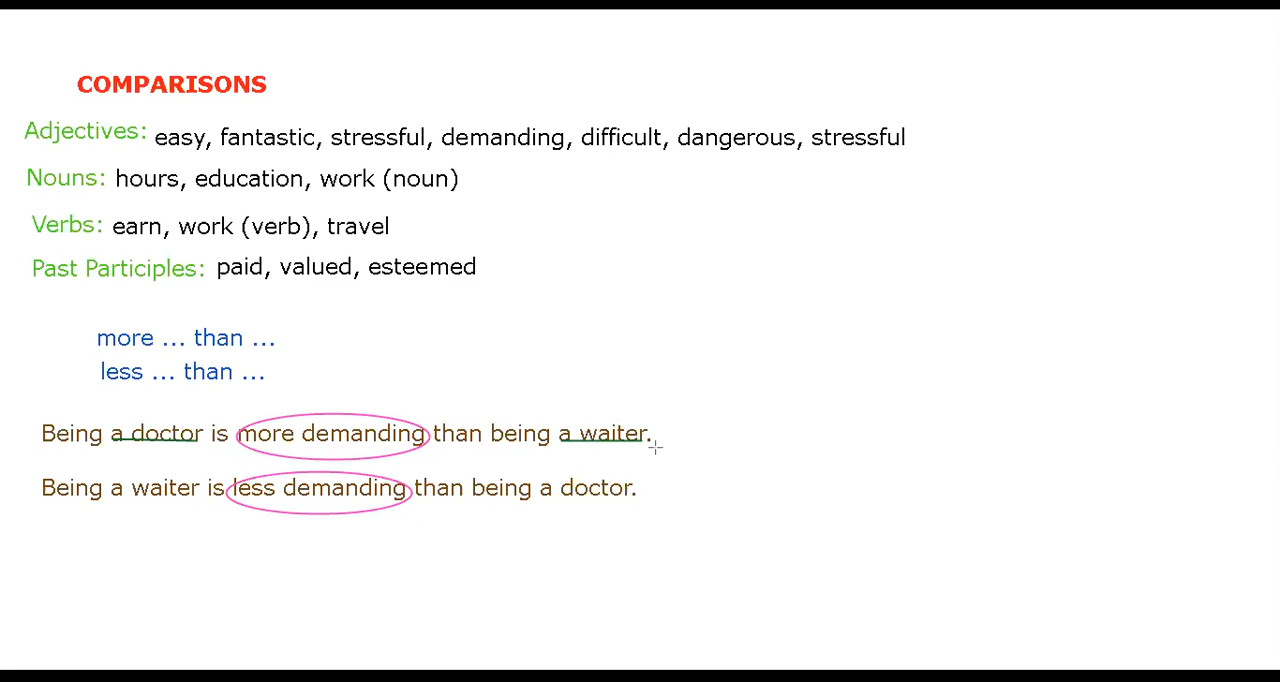 COMPARISONS
Adjectives: easy, fantastic, stressful, demanding, difficult, dangerous, stressful
Nouns: hours, education, work (noun)
Verbs: earn, work (verb), travel
Past Participles: paid, valued, esteemed
more ... than ...
less ... than ...
Being a doctor is more demanding than being a waiter.
Being a waiter is less demanding than being a doctor.